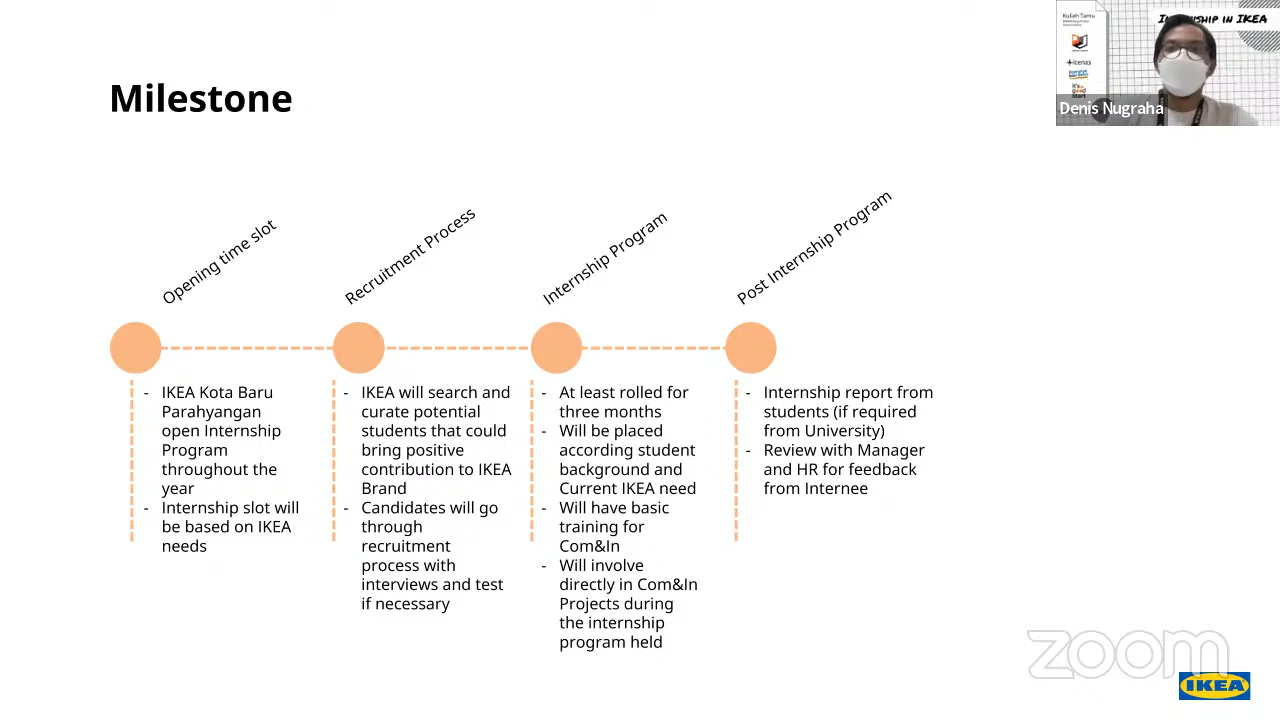 Milestone
Opening time slot
Recruitment Process
Internship Program
Post Internship Program
- IKEA Kota Baru
Parahyangan
open Internship
Program
throughout the
year
- Internship slot will
be based on IKEA
needs
- IKEA will search and
curate potential
students that could
bring positive
contribution to IKEA
Brand
- Candidates will go
through
recruitment
process with
interviews and test
if necessary
- At least rolled for
three months
- Will be placed
according student
background and
Current IKEA need
- Will have basic
training for
Com&In
- Will involve
directly in Com&In
Projects during
the internship
program held
- Internship report from
students (if required
from University)
- Review with Manager
and HR for feedback
from Internee
Kuliah Tamu
itenas
it's a
good
start
IN IKEA
Denis Nugraha
zoom
IKEA